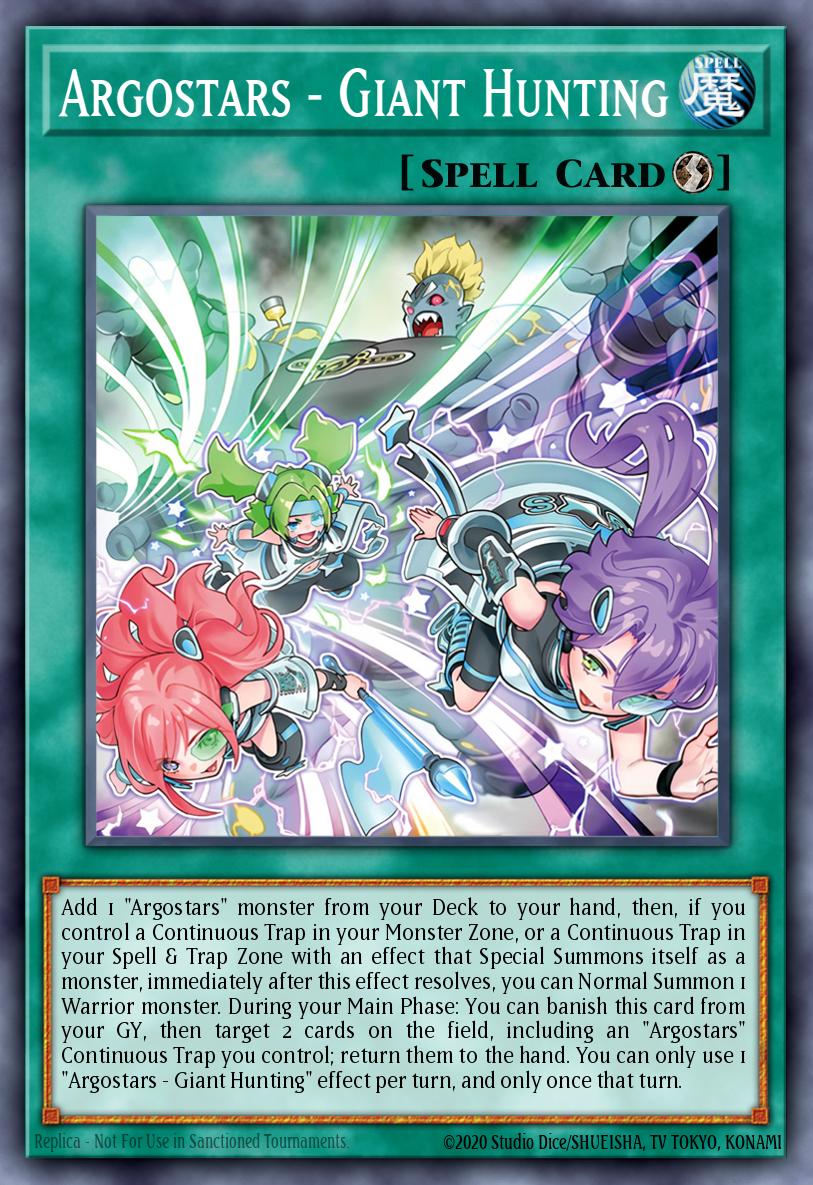 Argostars - Giant Hunting
SPELL
魔
[Spell Card]
Add 1 "Argostars" monster from your Deck to your hand, then, if you
control a Continuous Trap in your Monster Zone, or a Continuous Trap in
your Spell & Trap Zone with an effect that Special Summons itself as a
monster, immediately after this effect resolves, you can Normal Summon 1
Warrior monster. During your Main Phase: You can banish this card from
your GY, then target 2 cards on the field, including an "Argostars"
Continuous Trap you control; return them to the hand. You can only use 1
"Argostars - Giant Hunting" effect per turn, and only once that turn.
Replica - Not For Use in Sanctioned Tournaments.
©2020 Studio Dice/SHUEISHA, TV TOKYO, KONAMI